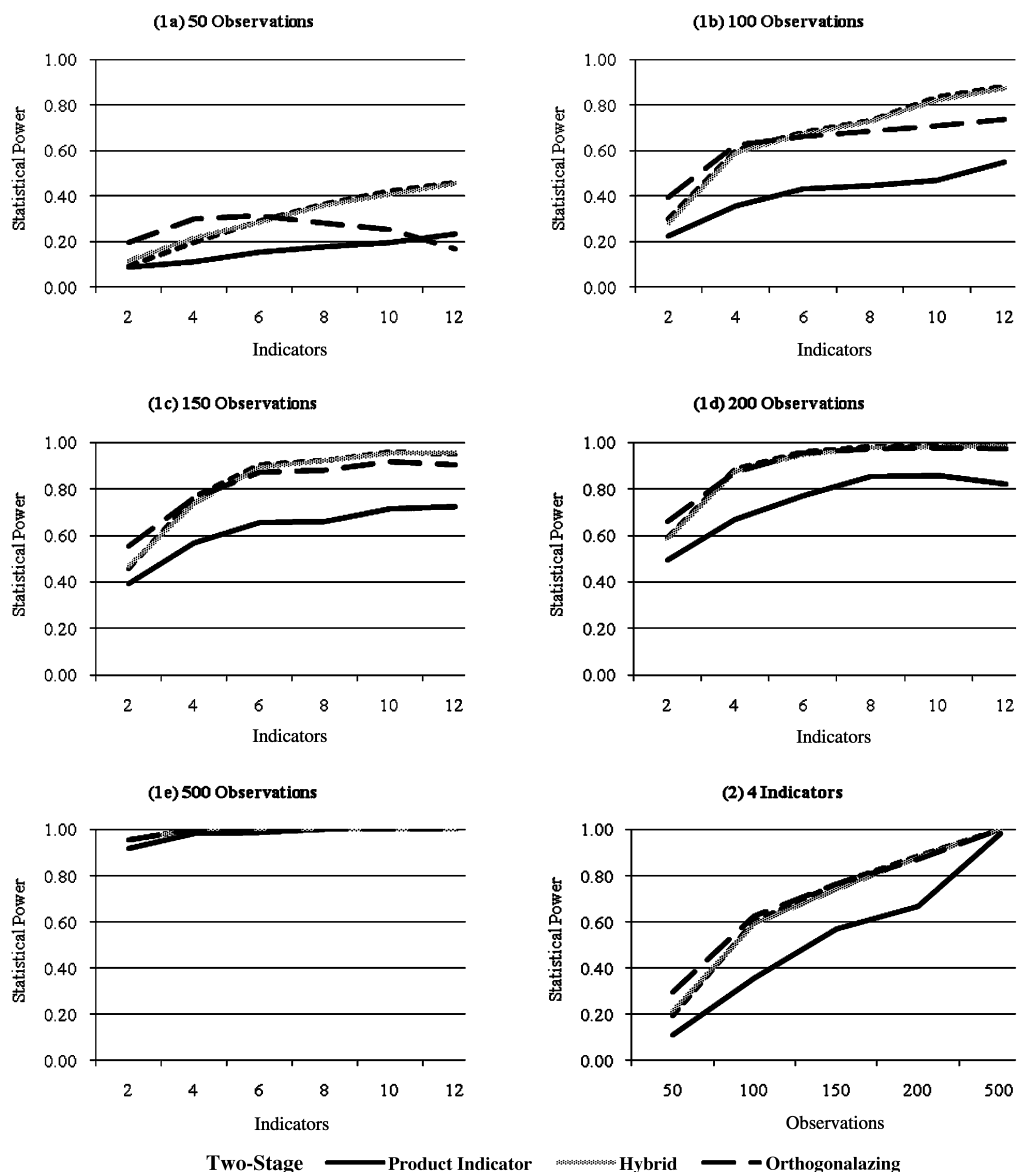 (1a) 50 Observations
1.00
0.80
0.60
0.40
0.20
0.00
Statistical Power
2 4 6 8 10 12
Indicators
(1b) 100 Observations
1.00
0.80
0.60
0.40
0.20
0.00
Statistical Power
2 4 6 8 10 12
Indicators
(1c) 150 Observations
1.00
0.80
0.60
0.40
0.20
0.00
Statistical Power
2 4 6 8 10 12
Indicators
(1d) 200 Observations
1.00
0.80
0.60
0.40
0.20
0.00
Statistical Power
2 4 6 8 10 12
Indicators
(1e) 500 Observations
1.00
0.80
0.60
0.40
0.20
0.00
Statistical Power
2 4 6 8 10 12
Indicators
(2) 4 Indicators
1.00
0.80
0.60
0.40
0.20
0.00
Statistical Power
50 100 150 200 500
Observations
Two-Stage Product Indicator Hybrid Orthogonalazing